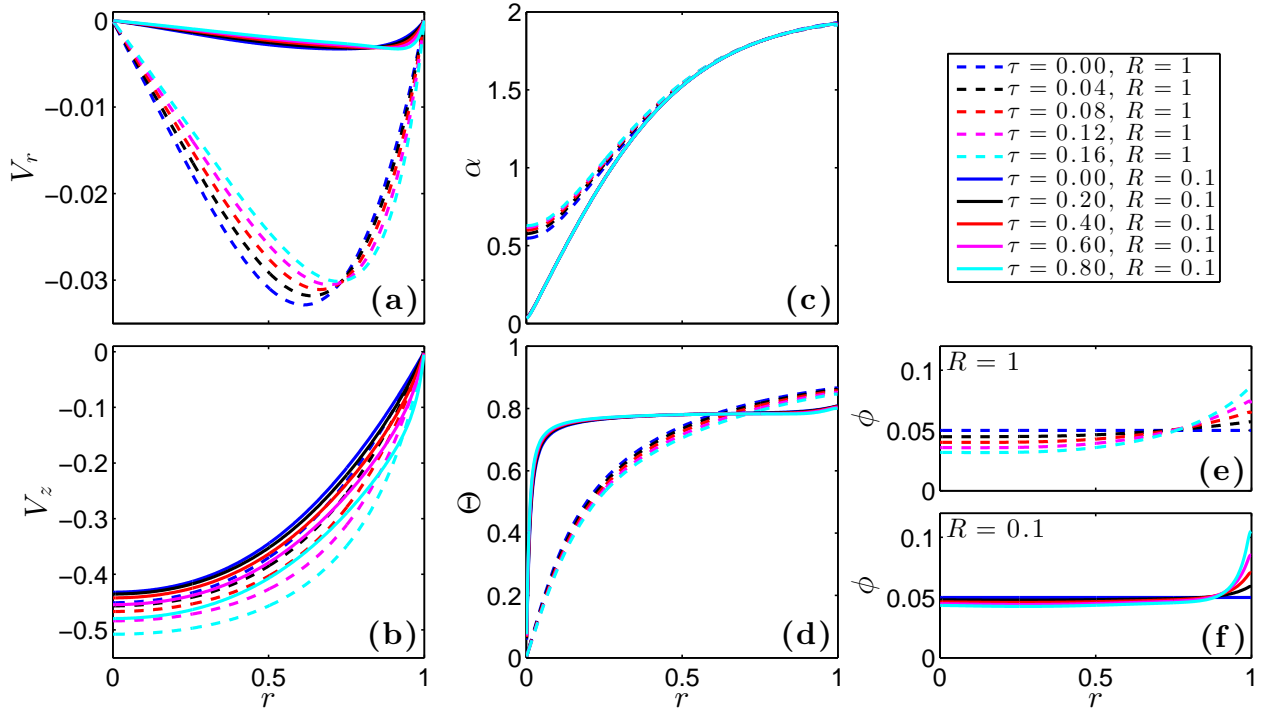 0
−0.01
−0.02
−0.03
V_r
(a)
2
1.5
1
0.5
0
α
(c)
τ = 0.00, R = 1
τ = 0.04, R = 1
τ = 0.08, R = 1
τ = 0.12, R = 1
τ = 0.16, R = 1
τ = 0.00, R = 0.1
τ = 0.20, R = 0.1
τ = 0.40, R = 0.1
τ = 0.60, R = 0.1
τ = 0.80, R = 0.1
0
−0.1
−0.2
−0.3
−0.4
−0.5
V_z
(b)
0 0.5 1
r
1
0.8
0.6
0.4
0.2
0
Θ
(d)
0 0.5 1
r
R = 1
0.1
0.05
0
ϕ
(e)
R = 0.1
0.1
0.05
0
ϕ
(f)
0 0.5 1
r